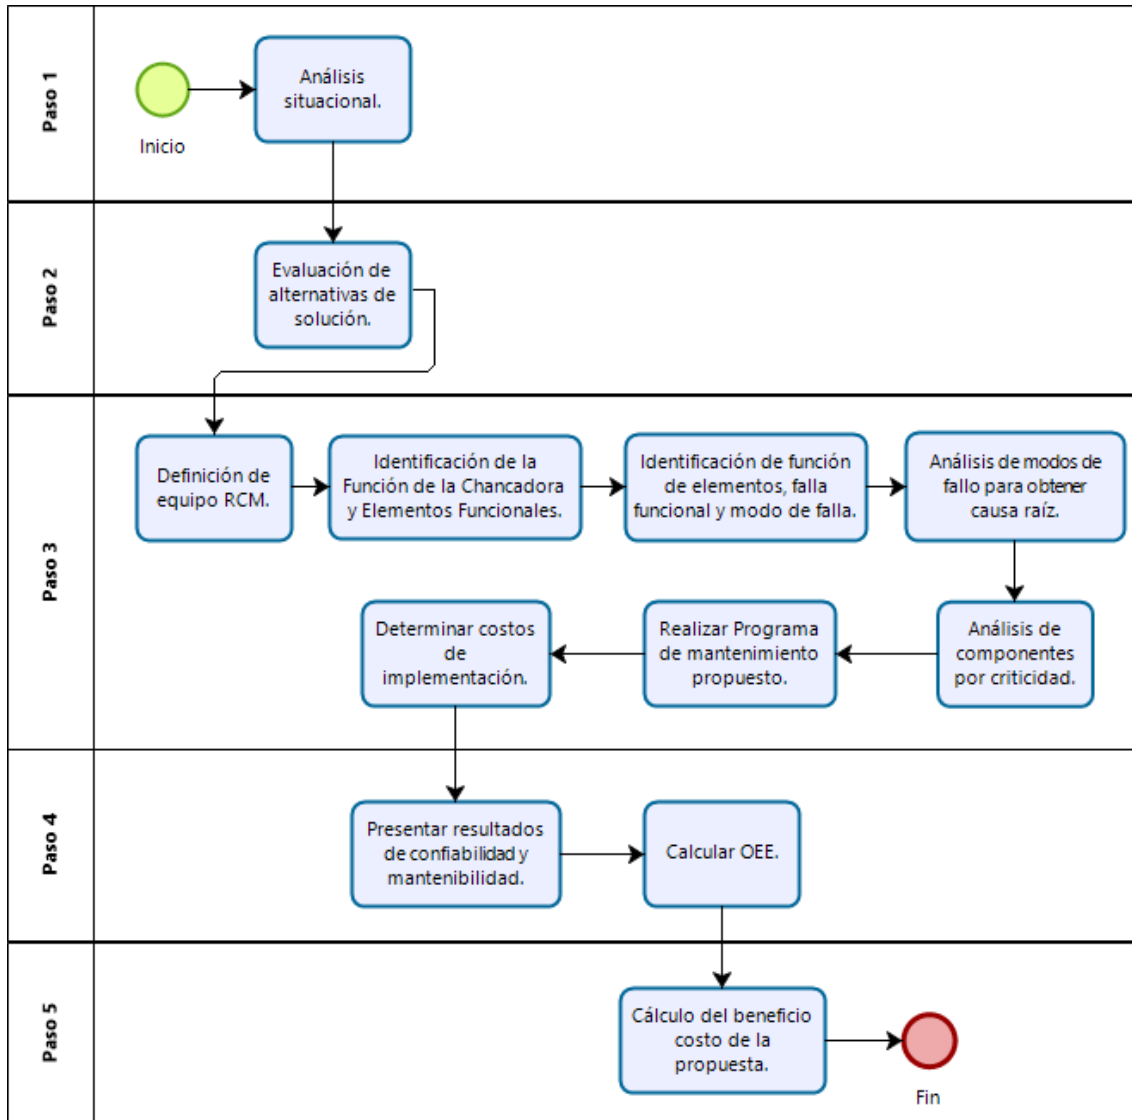 Paso 1
Inicio
Análisis
situacional.
Paso 2
Evaluación de
alternativas de
solución.
Paso 3
Definición de
equipo RCM.
Identificación de la
Función de la Chancadora
y Elementos Funcionales.
Identificación de función
de elementos, falla
funcional y modo de falla.
Análisis de modos de
fallo para obtener
causa raíz.
Análisis de
componentes
por criticidad.
Realizar Programa
de mantenimiento
propuesto.
Determinar costos
de
implementación.
Paso 4
Presentar resultados
de confiabilidad y
mantenibilidad.
Calcular OEE.
Paso 5
Cálculo del beneficio
costo de la
propuesta.
Fin